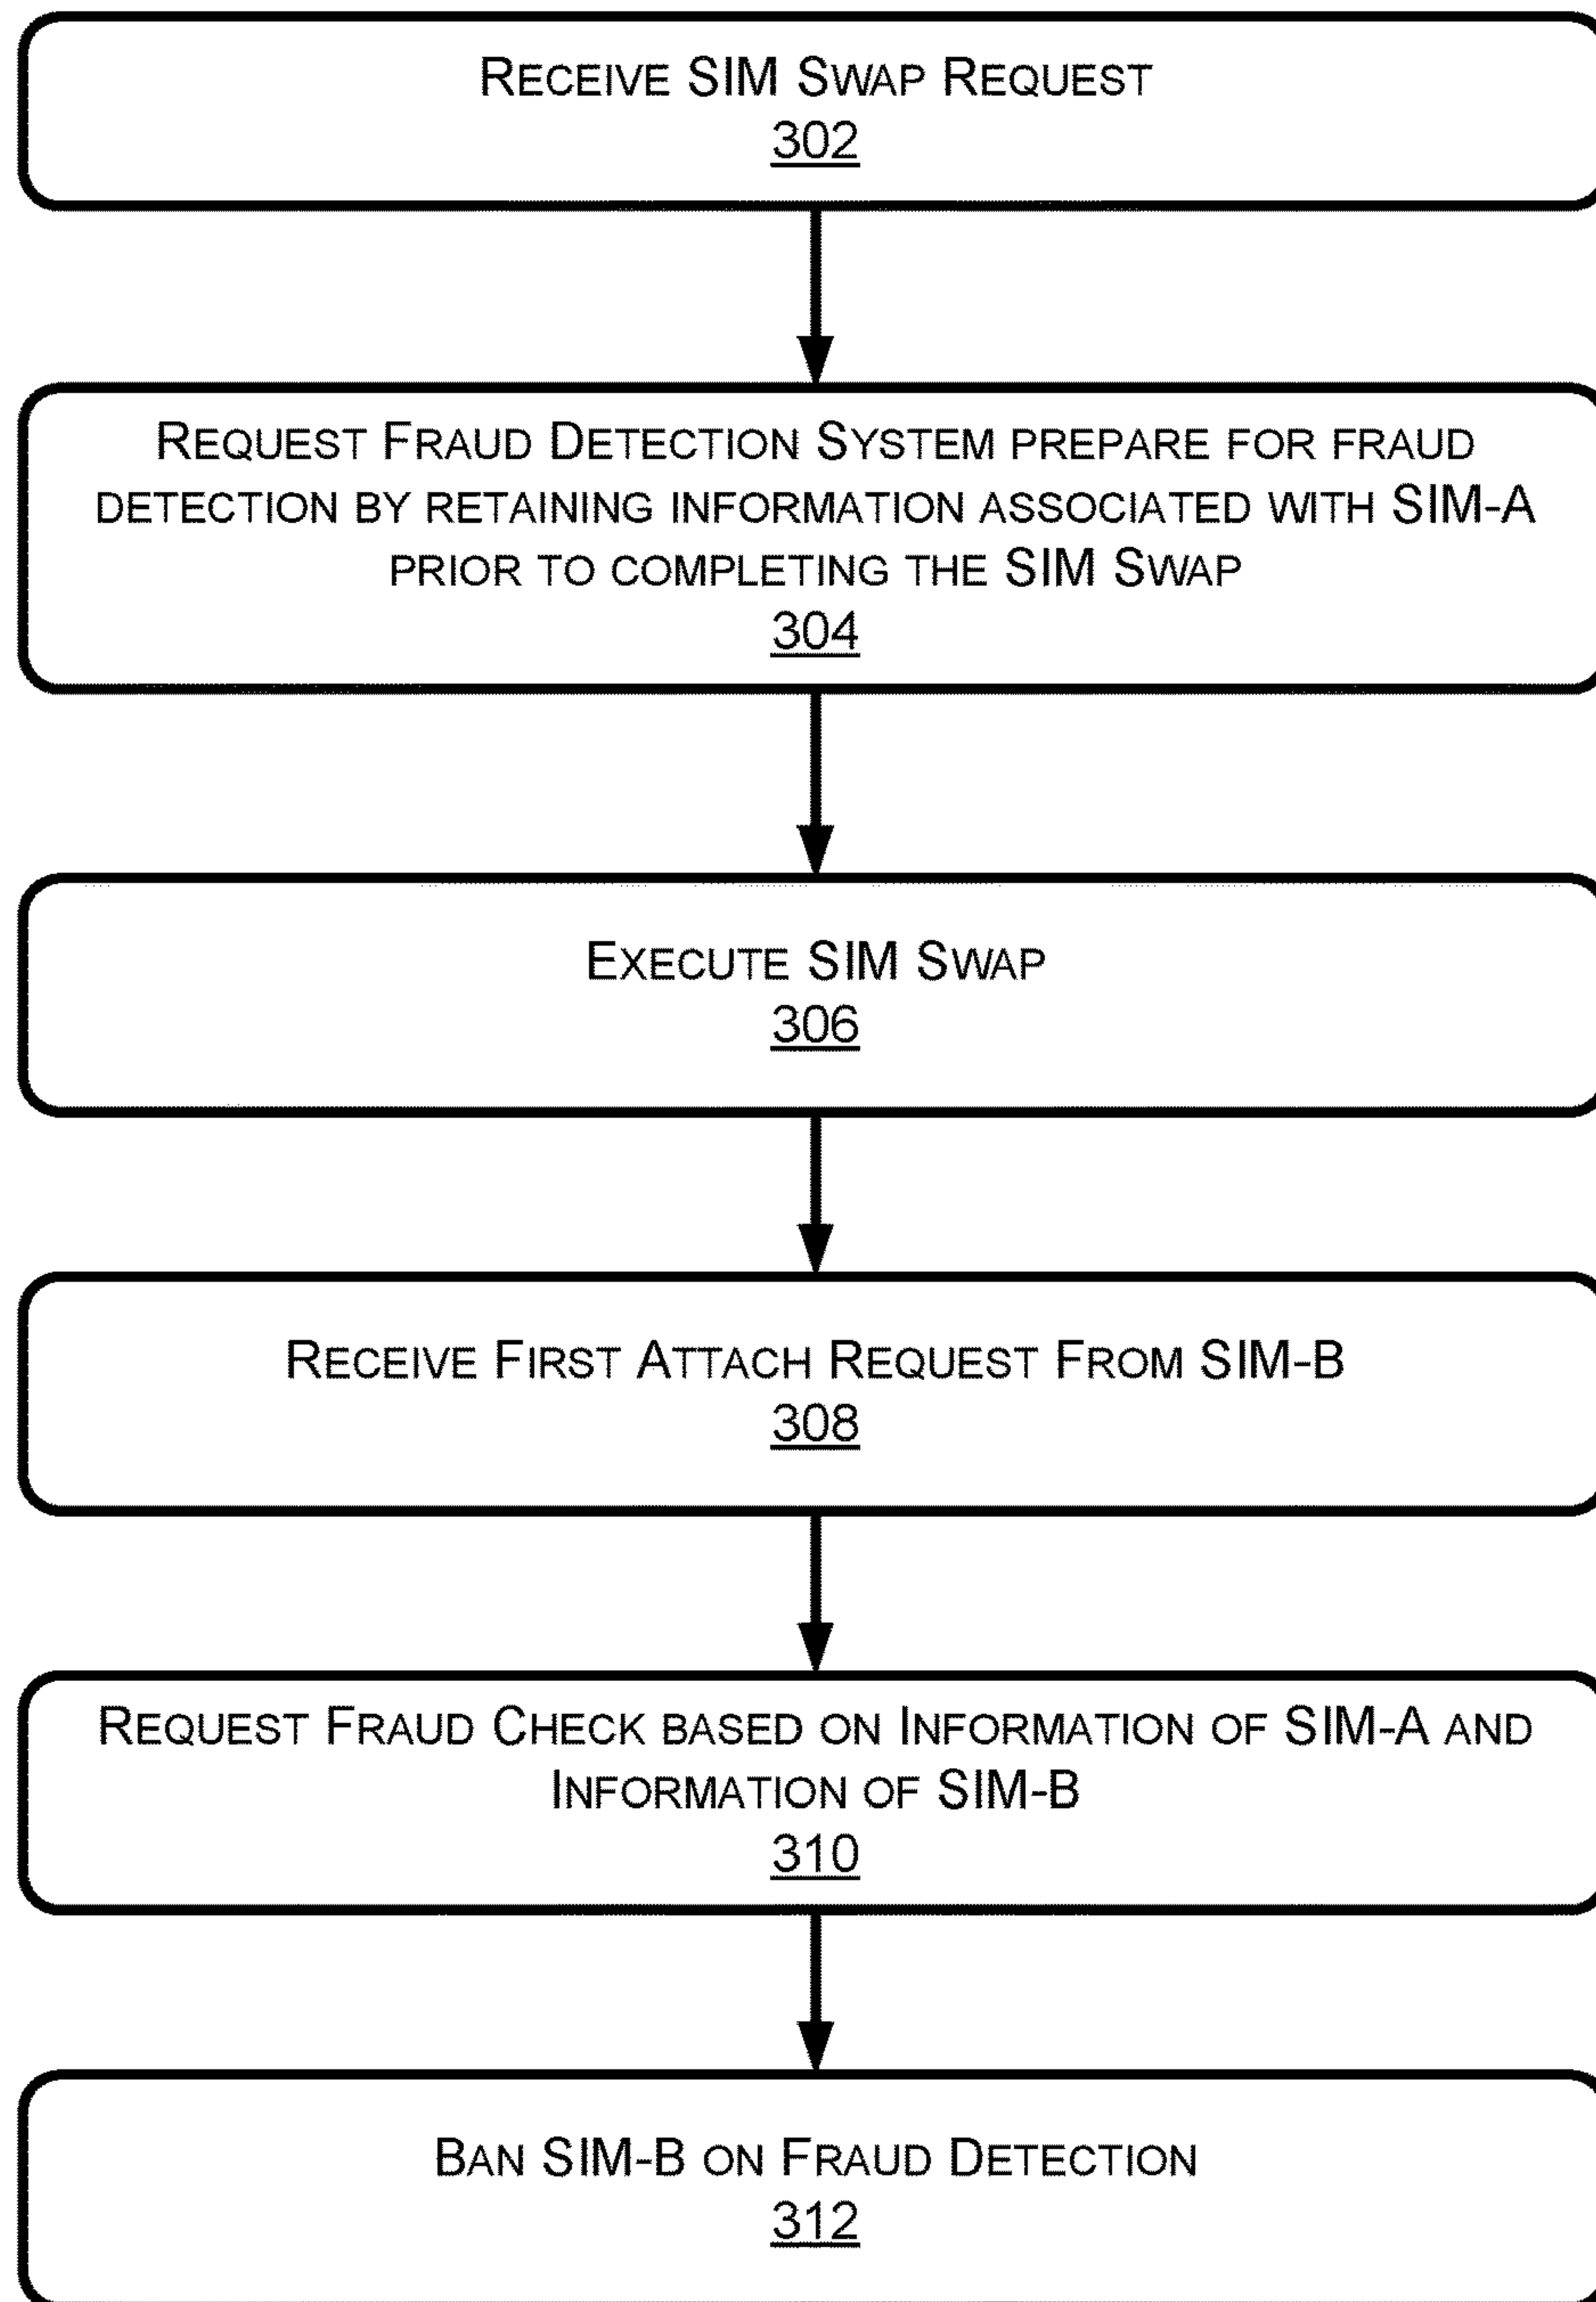 RECEIVE SIM SWAP REQUEST
302
REQUEST FRAUD DETECTION SYSTEM PREPARE FOR FRAUD
DETECTION BY RETAINING INFORMATION ASSOCIATED WITH SIM-A
PRIOR TO COMPLETING THE SIM SWAP
304
EXECUTE SIM SWAP
306
RECEIVE FIRST ATTACH REQUEST FROM SIM-B
308
REQUEST FRAUD CHECK BASED ON INFORMATION OF SIM-A AND
INFORMATION OF SIM-B
310
BAN SIM-B ON FRAUD DETECTION
312